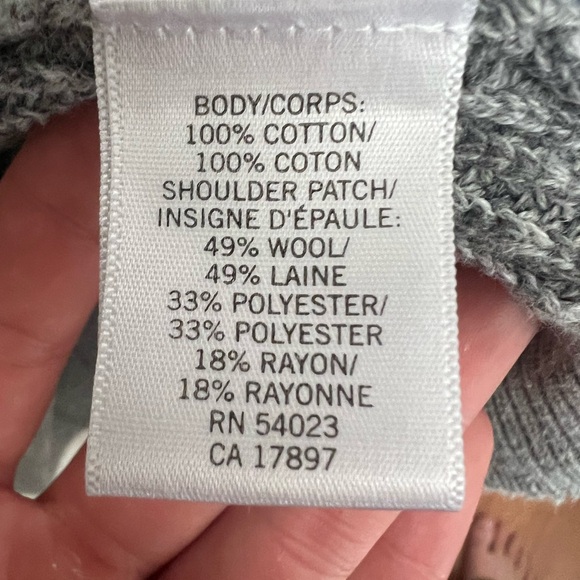 BODY/CORPS:
100% COTTON/
100% COTON
SHOULDER PATCH/
INSIGNE D'ÉPAULE:
49% WOOL/
49% LAINE
33% POLYESTER/
33% POLYESTER
18% RAYON/
18% RAYONNE
RN 54023
CA 17897